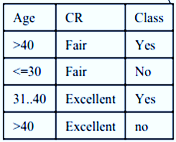 Age CR Class
>40 Fair Yes
<=30 Fair No
31..40 Excellent Yes
>40 Excellent no